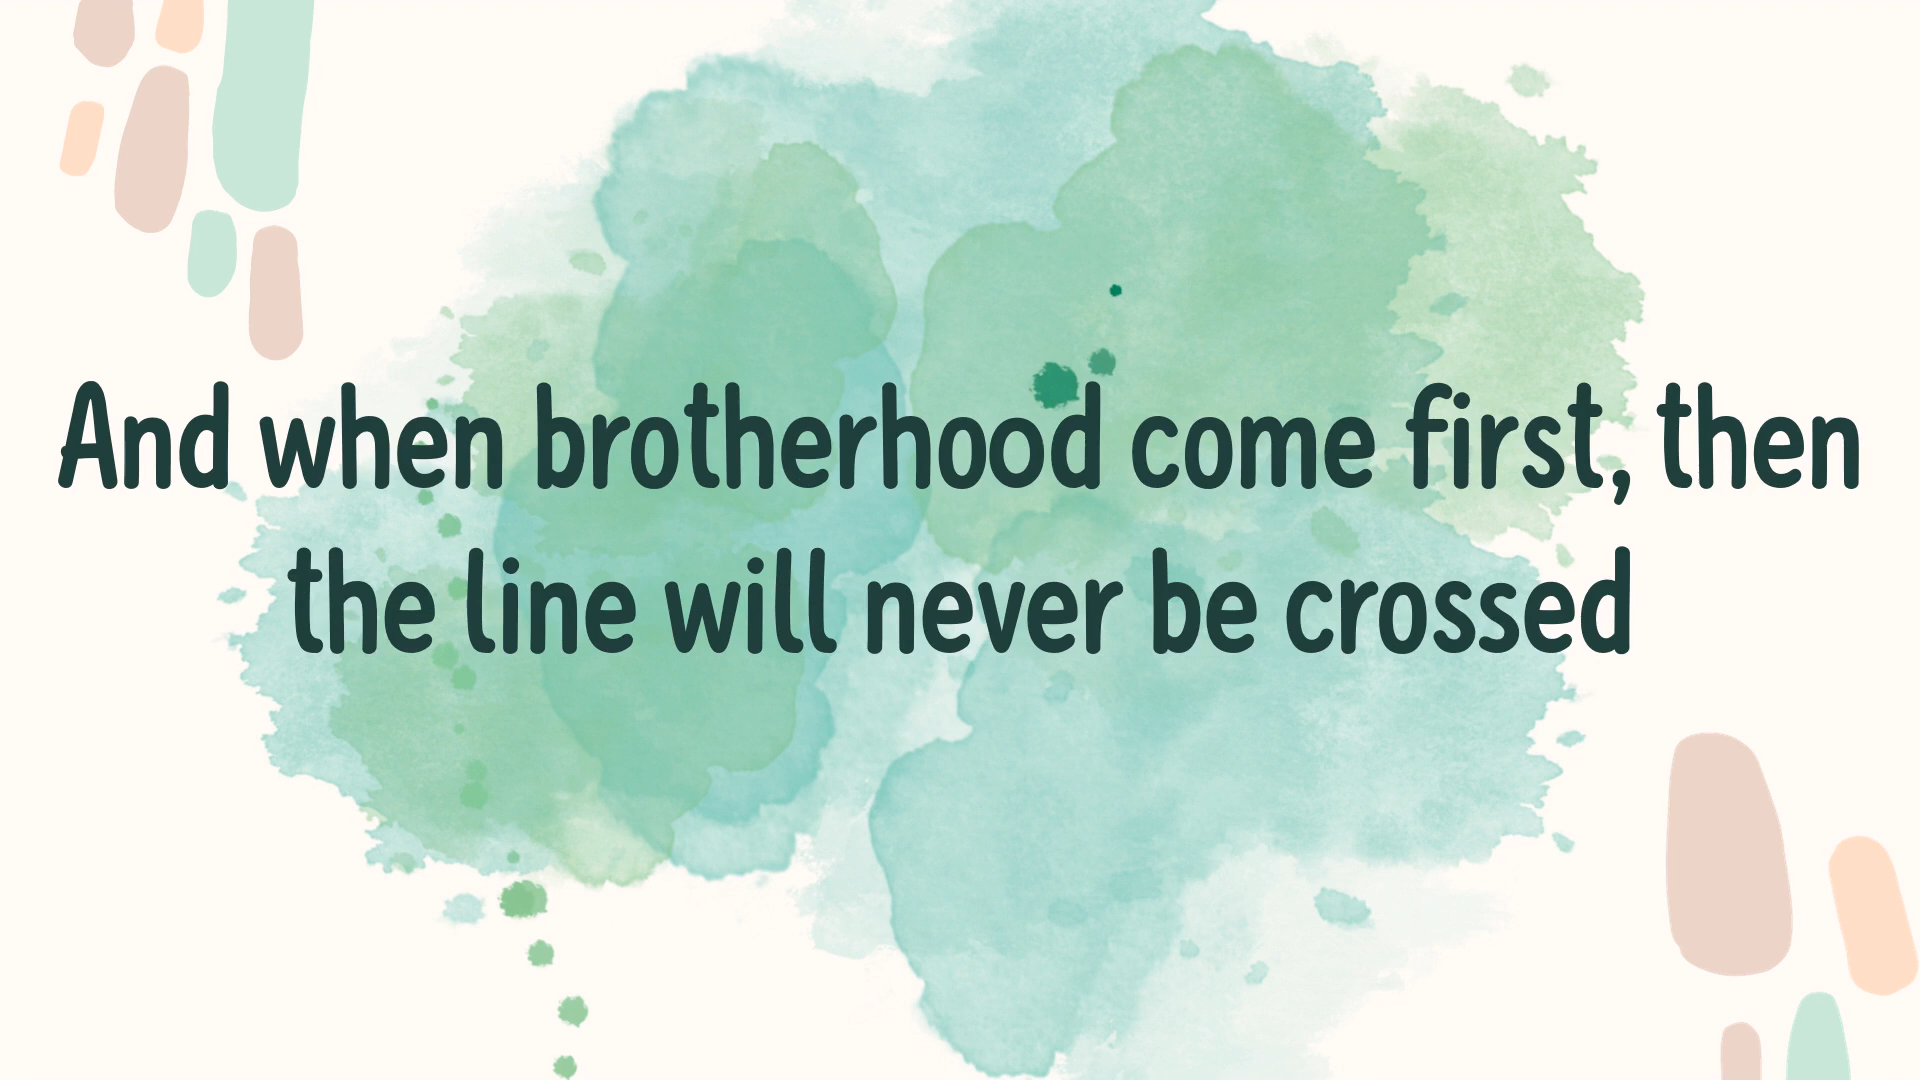 And when brotherhood come first, then
the line will never be crossed